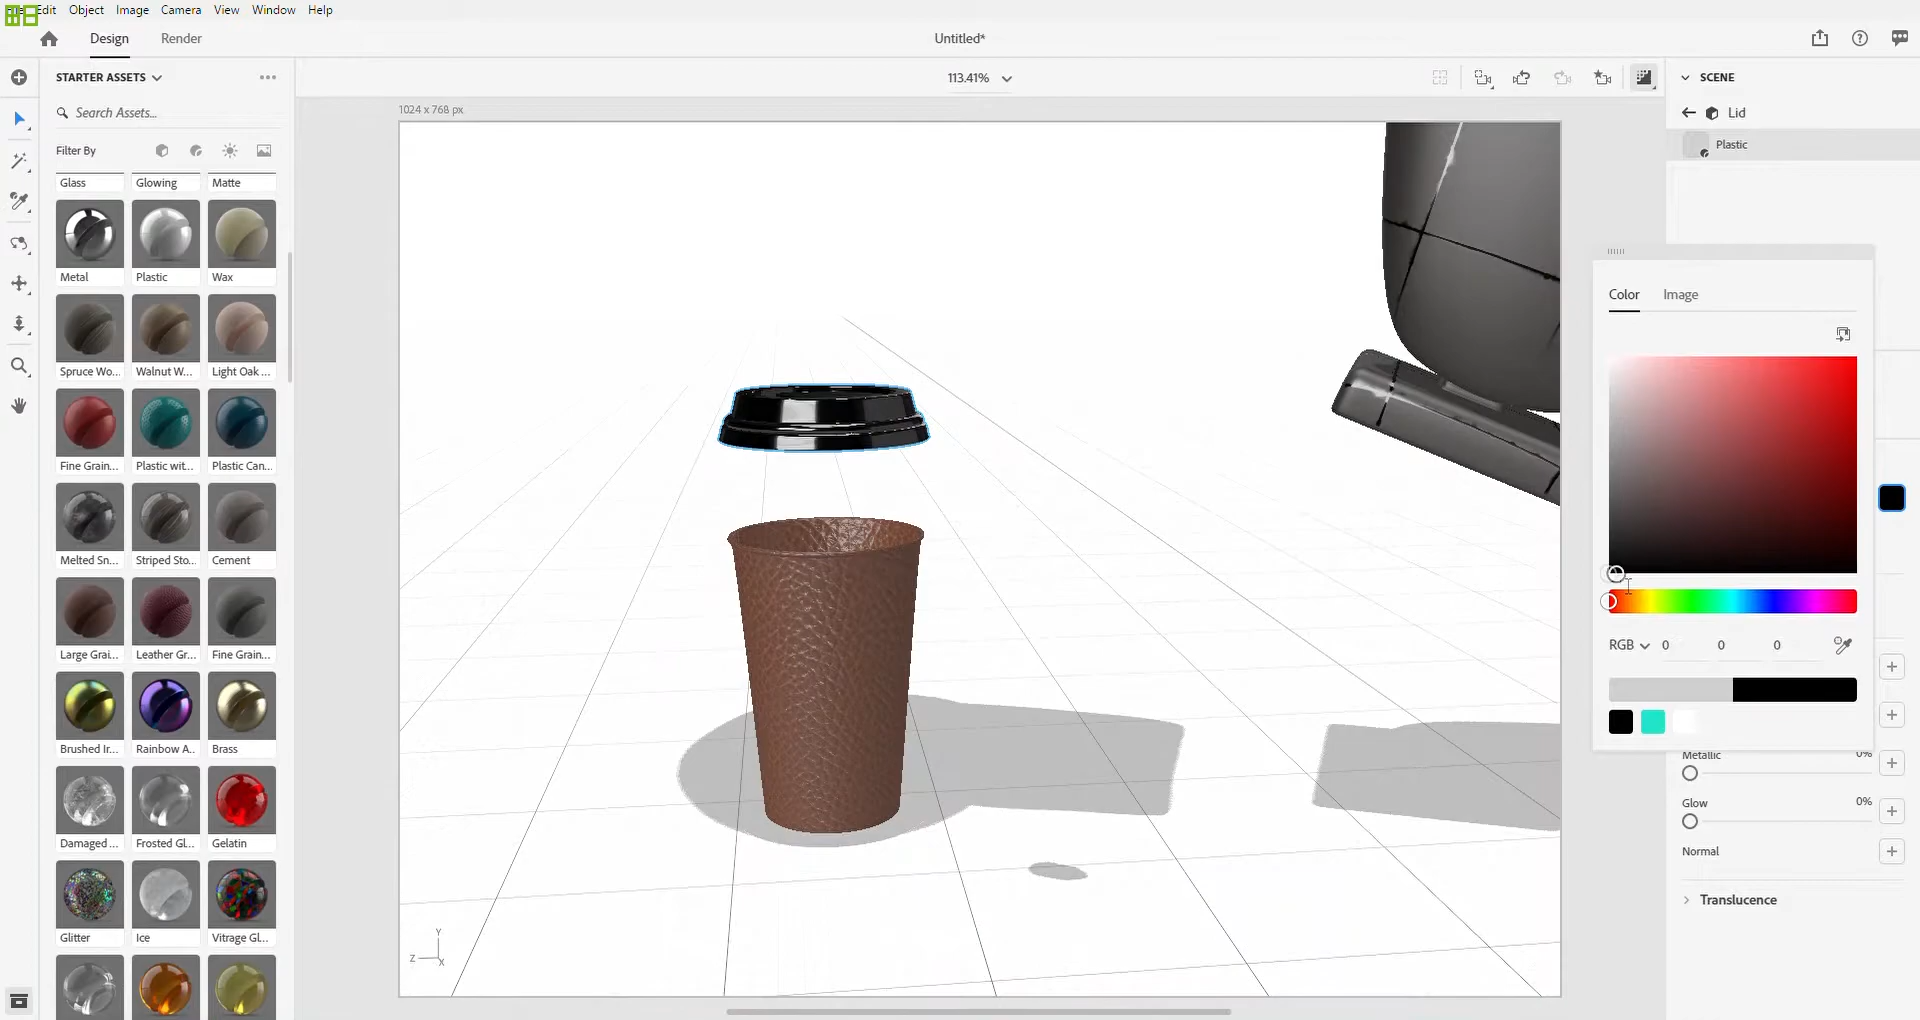 Edit Object Image Camera View Window Help
Design Render Untitled*
STARTER ASSETS 113.41% SCENE
1024 x 768 px
Search Assets... Lid
Plastic
Filter By
Glass Glowing Matte
Metal Plastic Wax
Color Image
Spruce Wo... Walnut W... Light Oak ...
Fine Grain... Plastic wit... Plastic Can...
Melted Sn... Striped Sto... Cement
Large Grai... Leather Gr... Fine Grain...
RGB 0 0 0
Brushed Ir... Rainbow A.. Brass
Metallic 0%
Glow 0%
Damaged ... Frosted Gl... Gelatin
Normal
Translucence
Glitter Ice Vitrage Gl...
Y
Z X